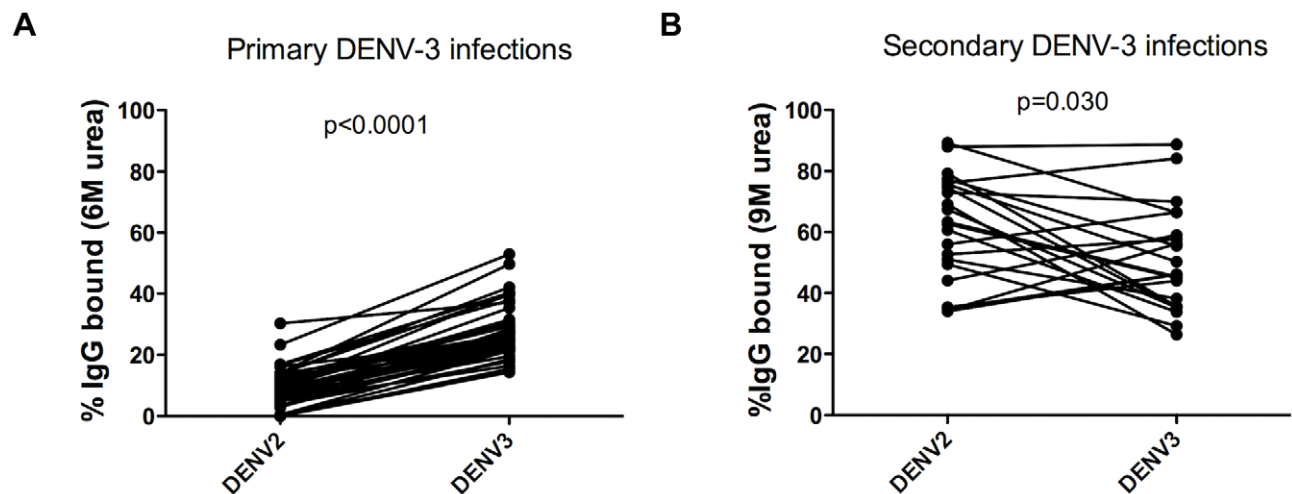 A
Primary DENV-3 infections
p<0.0001
% IgG bound (6M urea)
100
80
60
40
20
0
DENV2
DENV3
B
Secondary DENV-3 infections
p=0.030
%IgG bound (9M urea)
100
80
60
40
20
0
DENV2
DENV3